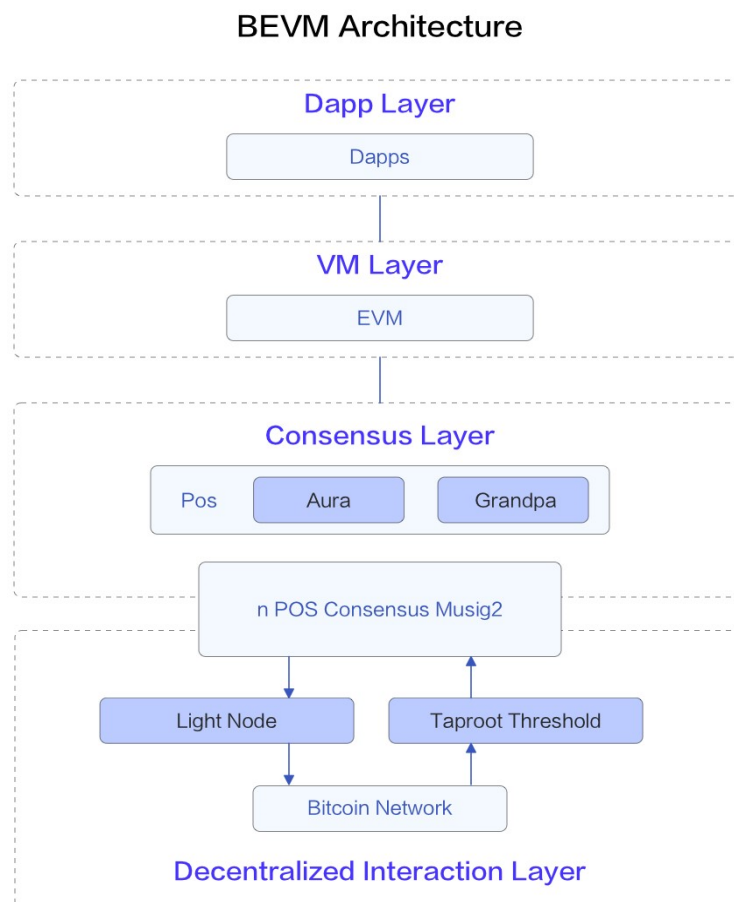 BEVM Architecture
Dapp Layer
Dapps
VM Layer
EVM
Consensus Layer
Pos
Aura
Grandpa
n POS Consensus Musig2
Light Node
Taproot Threshold
Bitcoin Network
Decentralized Interaction Layer